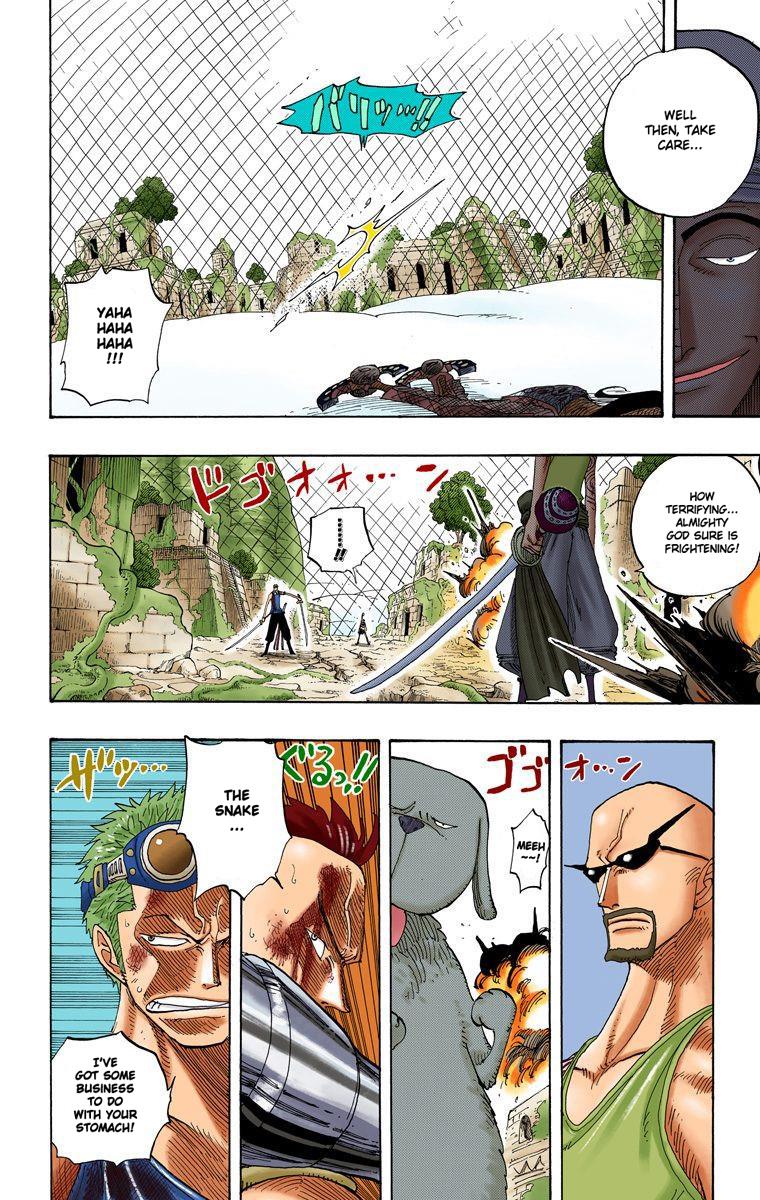 WELL
THEN, TAKE
CARE...
バリッ…!!
YAHA
HAHA
HAHA
!!!
HOW
TERRIFYING...
ALMIGHTY
GOD SURE IS
FRIGHTENING!
ドゴォォ…ン
!!
オ…ン
ゴゴ
MEEH
~~!
ぐるっ!!
THE
SNAKE
...
ザッ…
I'VE
GOT SOME
BUSINESS
TO DO
WITH YOUR
STOMACH!